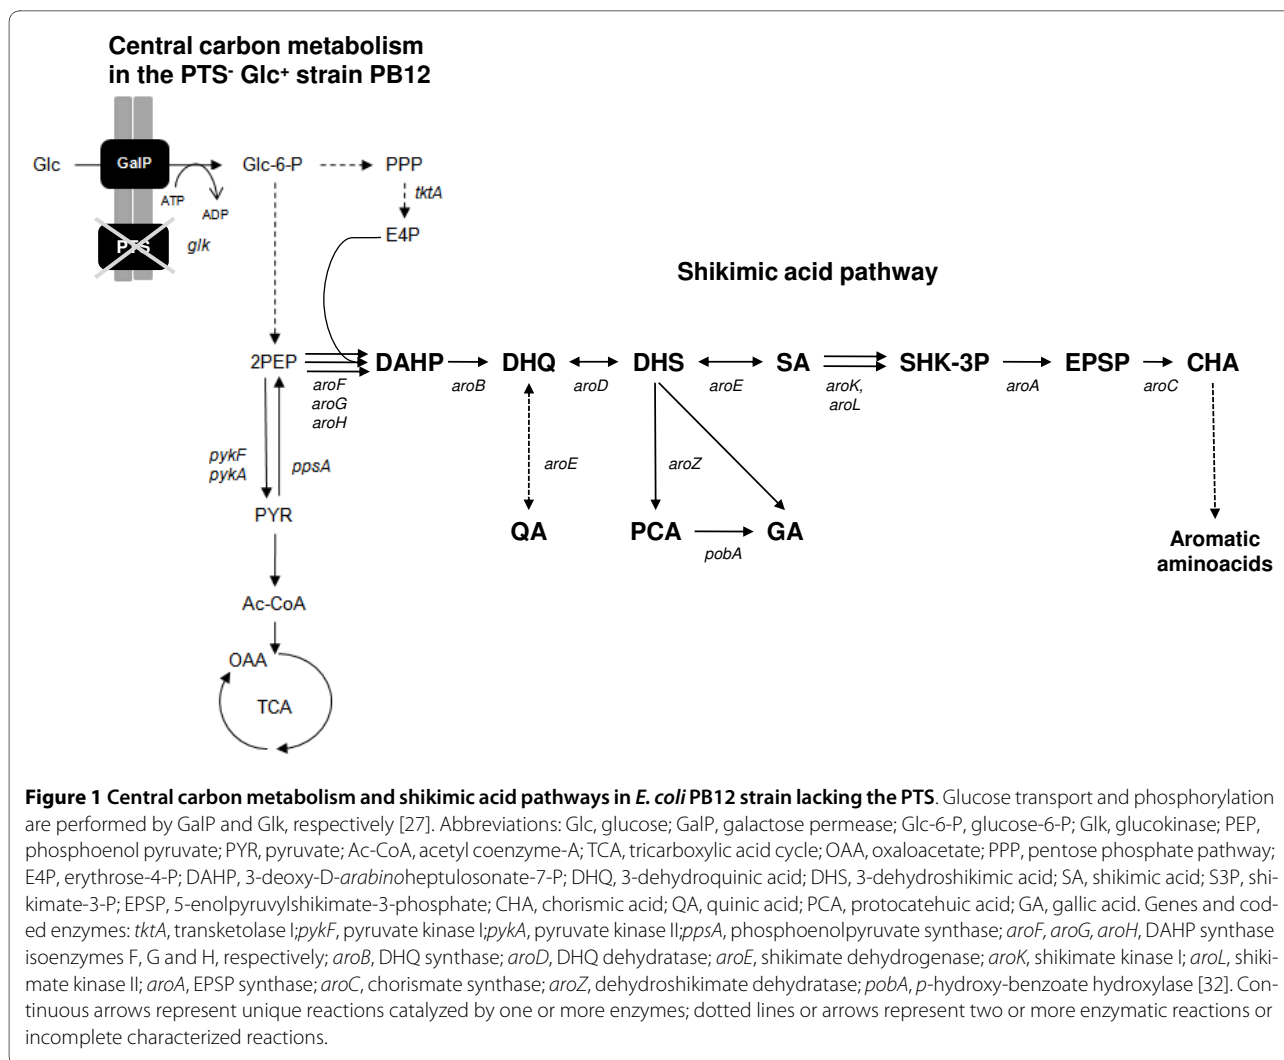 Central carbon metabolism
in the PTS- Glc+ strain PB12
Glc
GalP
Glc-6-P
PPP
ATP
ADP
tktA
PTS
glk
E4P
Shikimic acid pathway
2PEP
DAHP
DHQ
DHS
SA
SHK-3P
EPSP
CHA
aroF
aroG
aroH
aroB
aroD
aroE
aroK,
aroL,
aroA
aroC
pykF
pykA
ppsA
aroE
aroZ
PYR
QA
PCA
GA
pobA
Aromatic
aminoacids
Ac-CoA
OAA
TCA
Figure 1 Central carbon metabolism and shikimic acid pathways in E. coli PB12 strain lacking the PTS. Glucose transport and phosphorylation
are performed by GalP and Glk, respectively [27]. Abbreviations: Glc, glucose; GalP, galactose permease; Glc-6-P, glucose-6-P; Glk, glucokinase; PEP,
phosphoenol pyruvate; PYR, pyruvate; Ac-CoA, acetyl coenzyme-A; TCA, tricarboxylic acid cycle; OAA, oxaloacetate; PPP, pentose phosphate pathway;
E4P, erythrose-4-P; DAHP, 3-deoxy-D-arabinoheptulosonate-7-P; DHQ, 3-dehydroquinic acid; DHS, 3-dehydroshikimic acid; SA, shikimic acid; S3P, shi-
kimate-3-P; EPSP, 5-enolpyruvylshikimate-3-phosphate; CHA, chorismic acid; QA, quinic acid; PCA, protocatehuic acid; GA, gallic acid. Genes and cod-
ed enzymes: tktA, transketolase I;pykF, pyruvate kinase I;pykA, pyruvate kinase II;ppsA, phosphoenolpyruvate synthase; aroF, aroG, aroH, DAHP synthase
isoenzymes F, G and H, respectively; aroB, DHQ synthase; aroD, DHQ dehydratase; aroE, shikimate dehydrogenase; aroK, shikimate kinase I; aroL, shiki-
mate kinase II; aroA, EPSP synthase; aroC, chorismate synthase; aroZ, dehydroshikimate dehydratase; pobA, p-hydroxy-benzoate hydroxylase [32]. Con-
tinuous arrows represent unique reactions catalyzed by one or more enzymes; dotted lines or arrows represent two or more enzymatic reactions or
incomplete characterized reactions.